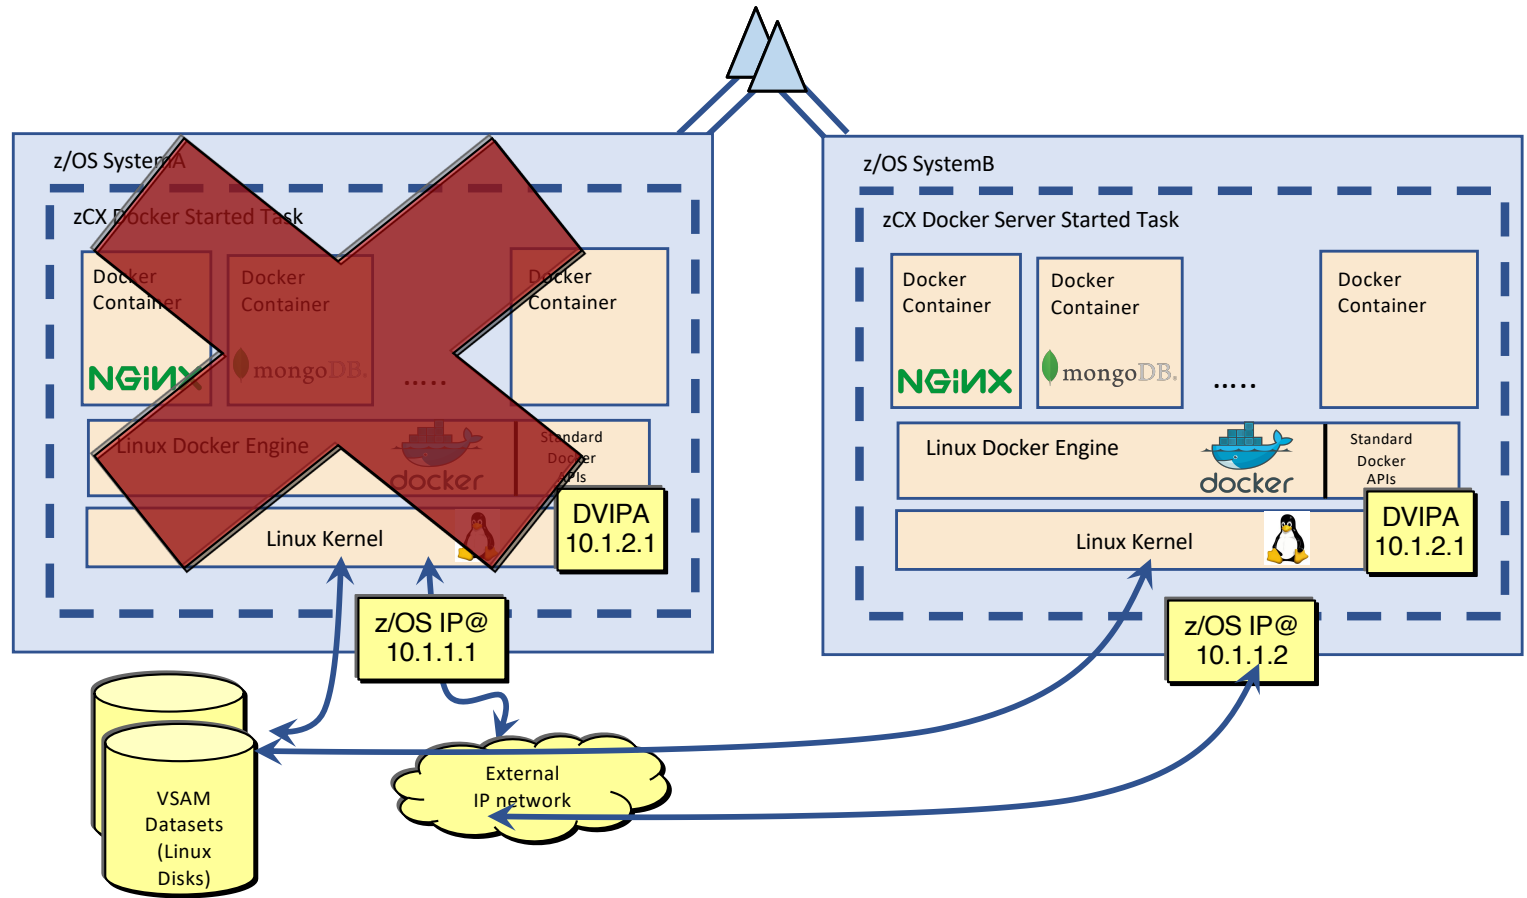 z/OS SystemA
zCX Docker Started Task
Docker
Container
NGiNX
Docker
Container
mongoDB.
.....
Docker
Container
Linux Docker Engine
docker
Standard
Docker
APIs
Linux Kernel
DVIPA
10.1.2.1
z/OS IP@
10.1.1.1
z/OS SystemB
zCX Docker Server Started Task
Docker
Container
NGiNX
Docker
Container
mongoDB.
.....
Docker
Container
Linux Docker Engine
docker
Standard
Docker
APIs
Linux Kernel
DVIPA
10.1.2.1
z/OS IP@
10.1.1.2
VSAM
Datasets
(Linux
Disks)
External
IP network